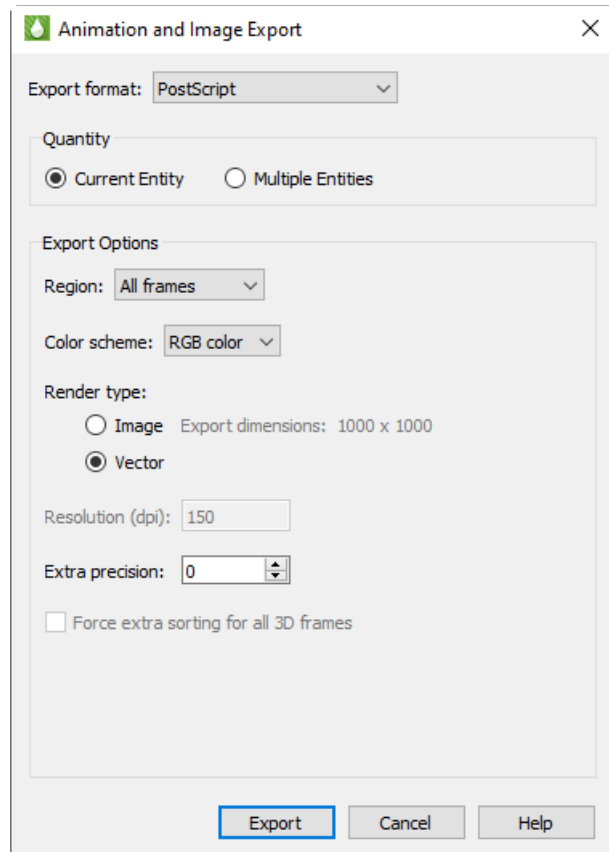 Animation and Image Export
Export format: PostScript
Quantity
Current Entity Multiple Entities
Export Options
Region: All frames
Color scheme: RGB color
Render type:
Image Export dimensions: 1000 x 1000
Vector
Resolution (dpi): 150
Extra precision: 0
Force extra sorting for all 3D frames
Export Cancel Help